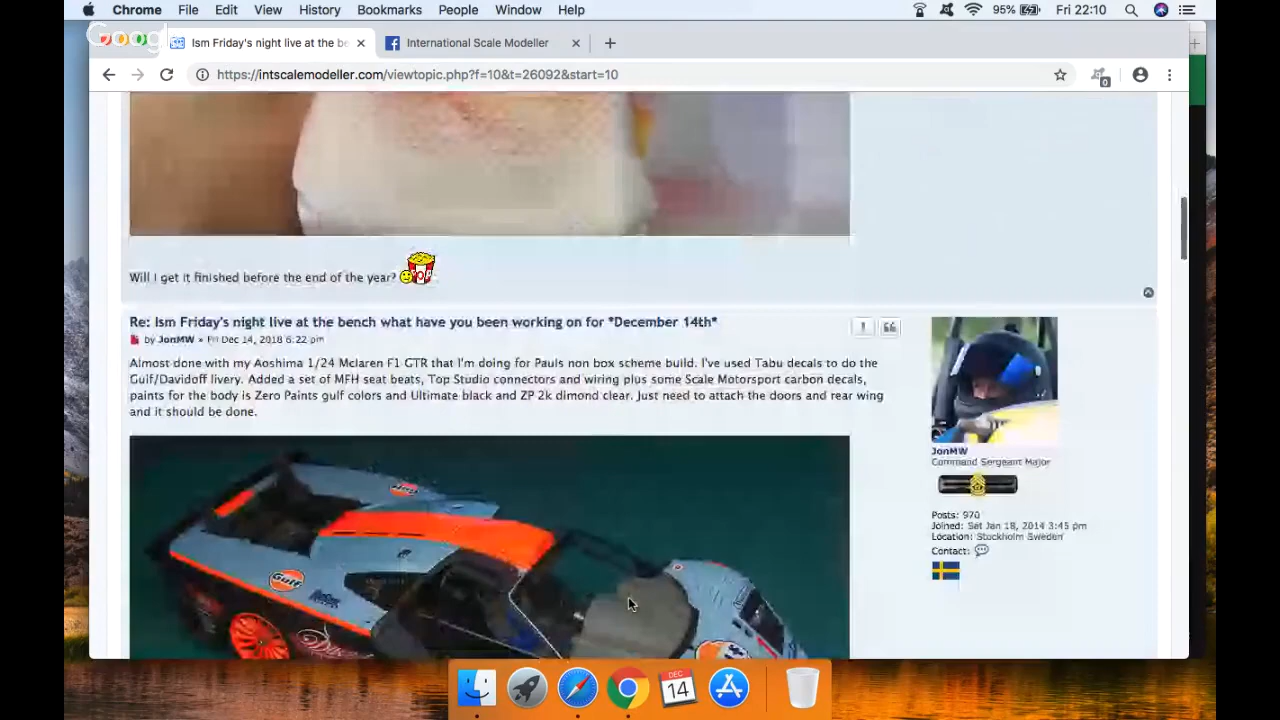 Chrome File Edit View History Bookmarks People Window Help 95% Fri 22:10
Ism Friday's night live at the be International Scale Modeller
https://intscalemodeller.com/viewtopic.php?f=10&t=26092&start=10
0
Will I get it finished before the end of the year?
Re: Ism Friday's night live at the bench what have you been working on for *December 14th*
by JonMW » Fri Dec 14, 2018 6:22 pm
Almost done with my Aoshima 1/24 Mclaren F1 GTR that I'm doing for Pauls non box scheme build. I've used Tabu decals to do the
Gulf/Davidoff livery. Added a set of MFH seat beats, Top Studio connectors and wiring plus some Scale Motorsport carbon decals,
paints for the body is Zero Paints gulf colors and Ultimate black and ZP 2k dimond clear. Just need to attach the doors and rear wing
and it should be done.
JonMW
Command Sergeant Major
Posts: 970
Joined: Sat Jan 18, 2014 3:45 pm
Location: Stockholm Sweden
Contact:
Gulf
DEC
14